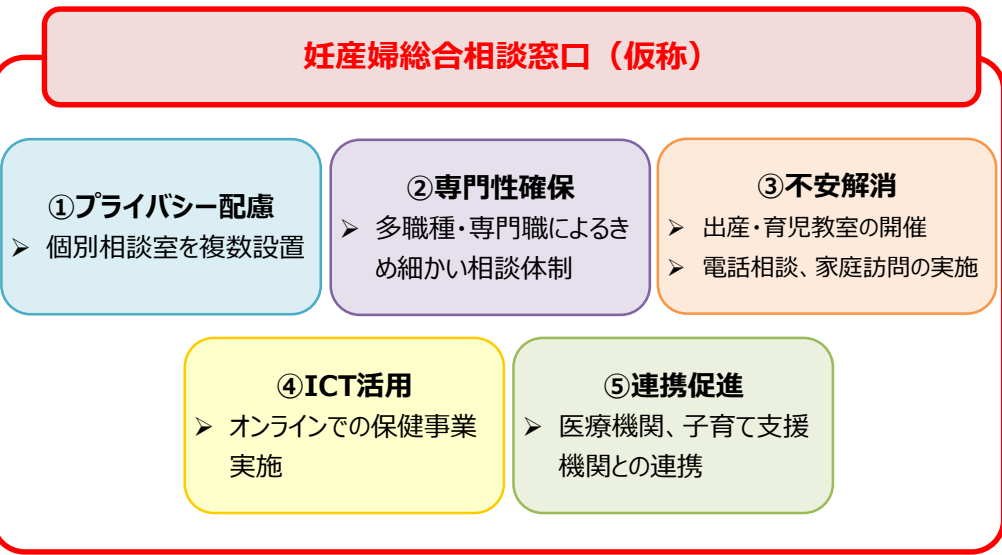 妊産婦総合相談窓口（仮称）
①プライバシー配慮
➢ 個別相談室を複数設置
②専門性確保
➢ 多職種・専門職によるき
め細かい相談体制
③不安解消
➢ 出産・育児教室の開催
➢ 電話相談、家庭訪問の実施
④ICT活用
➢ オンラインでの保健事業
実施
⑤連携促進
➢ 医療機関、子育て支援
機関との連携